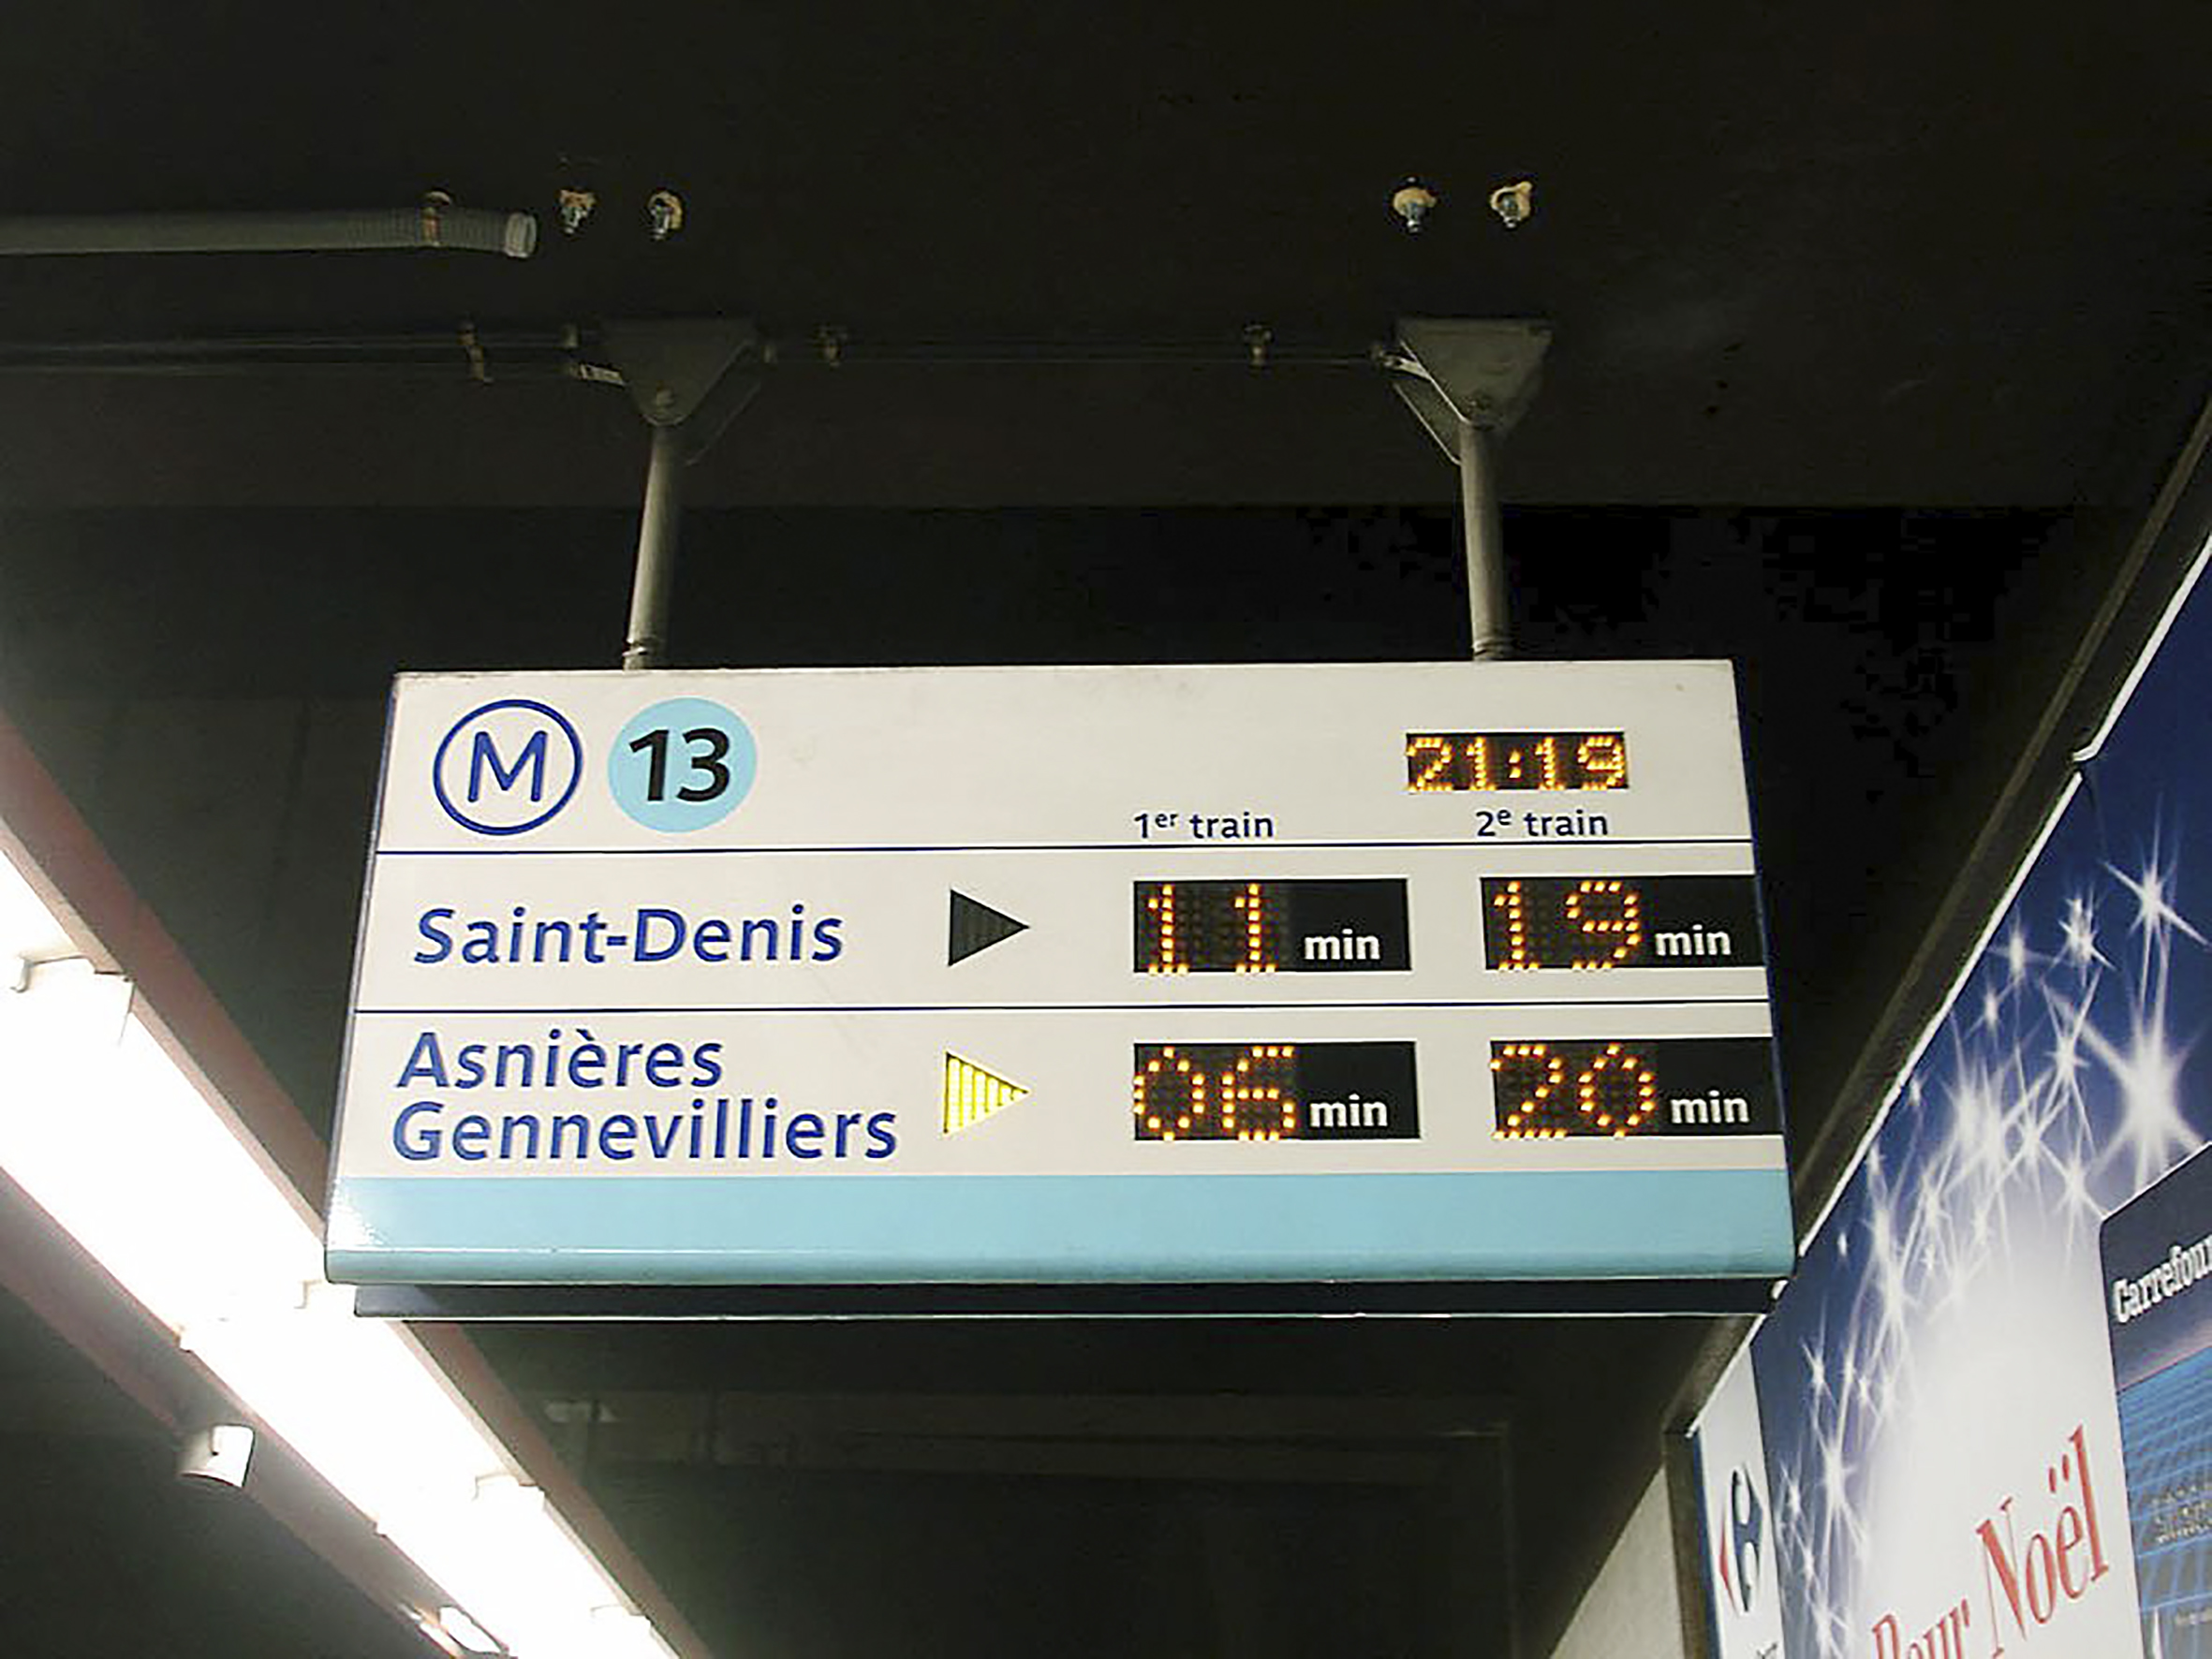 M 13
21:19
1er train 2e train
Saint-Denis 11 min 19 min
Asnières
Gennevilliers 06 min 20 min
Carrefour
Pour Noël